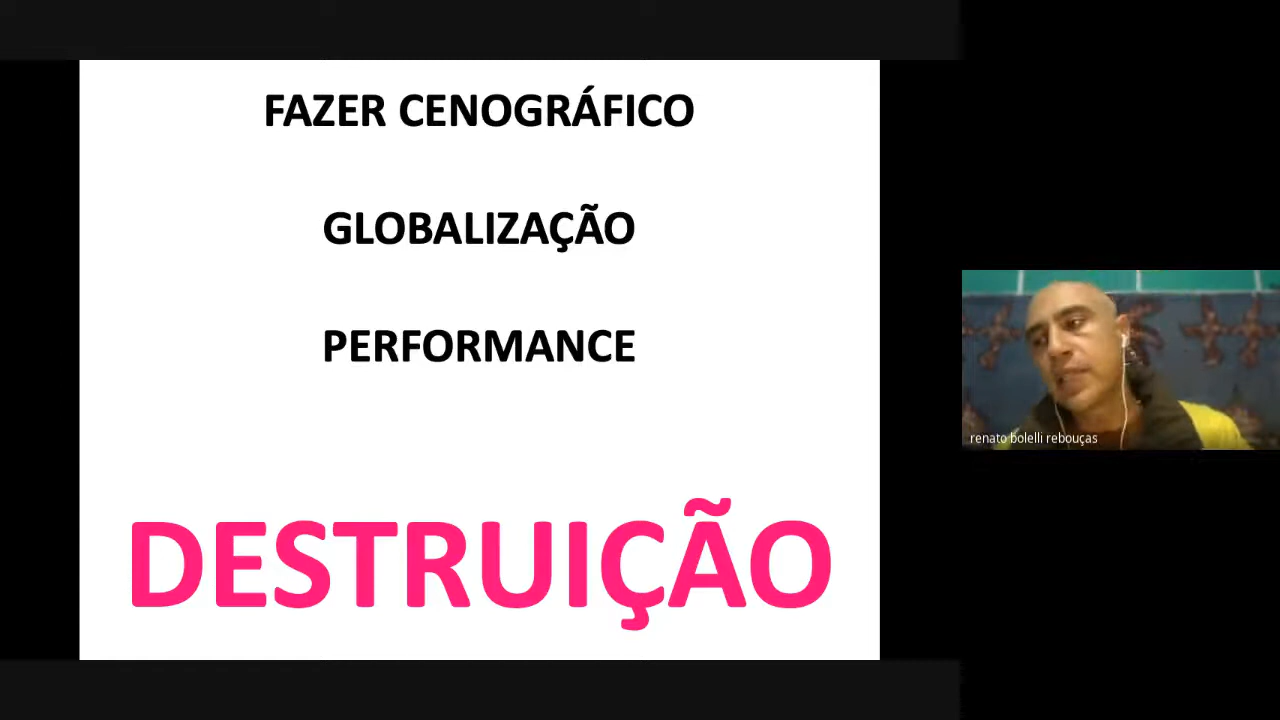 FAZER CENOGRÁFICO
GLOBALIZAÇÃO
PERFORMANCE
DESTRUIÇÃO
renato bolelli rebouças